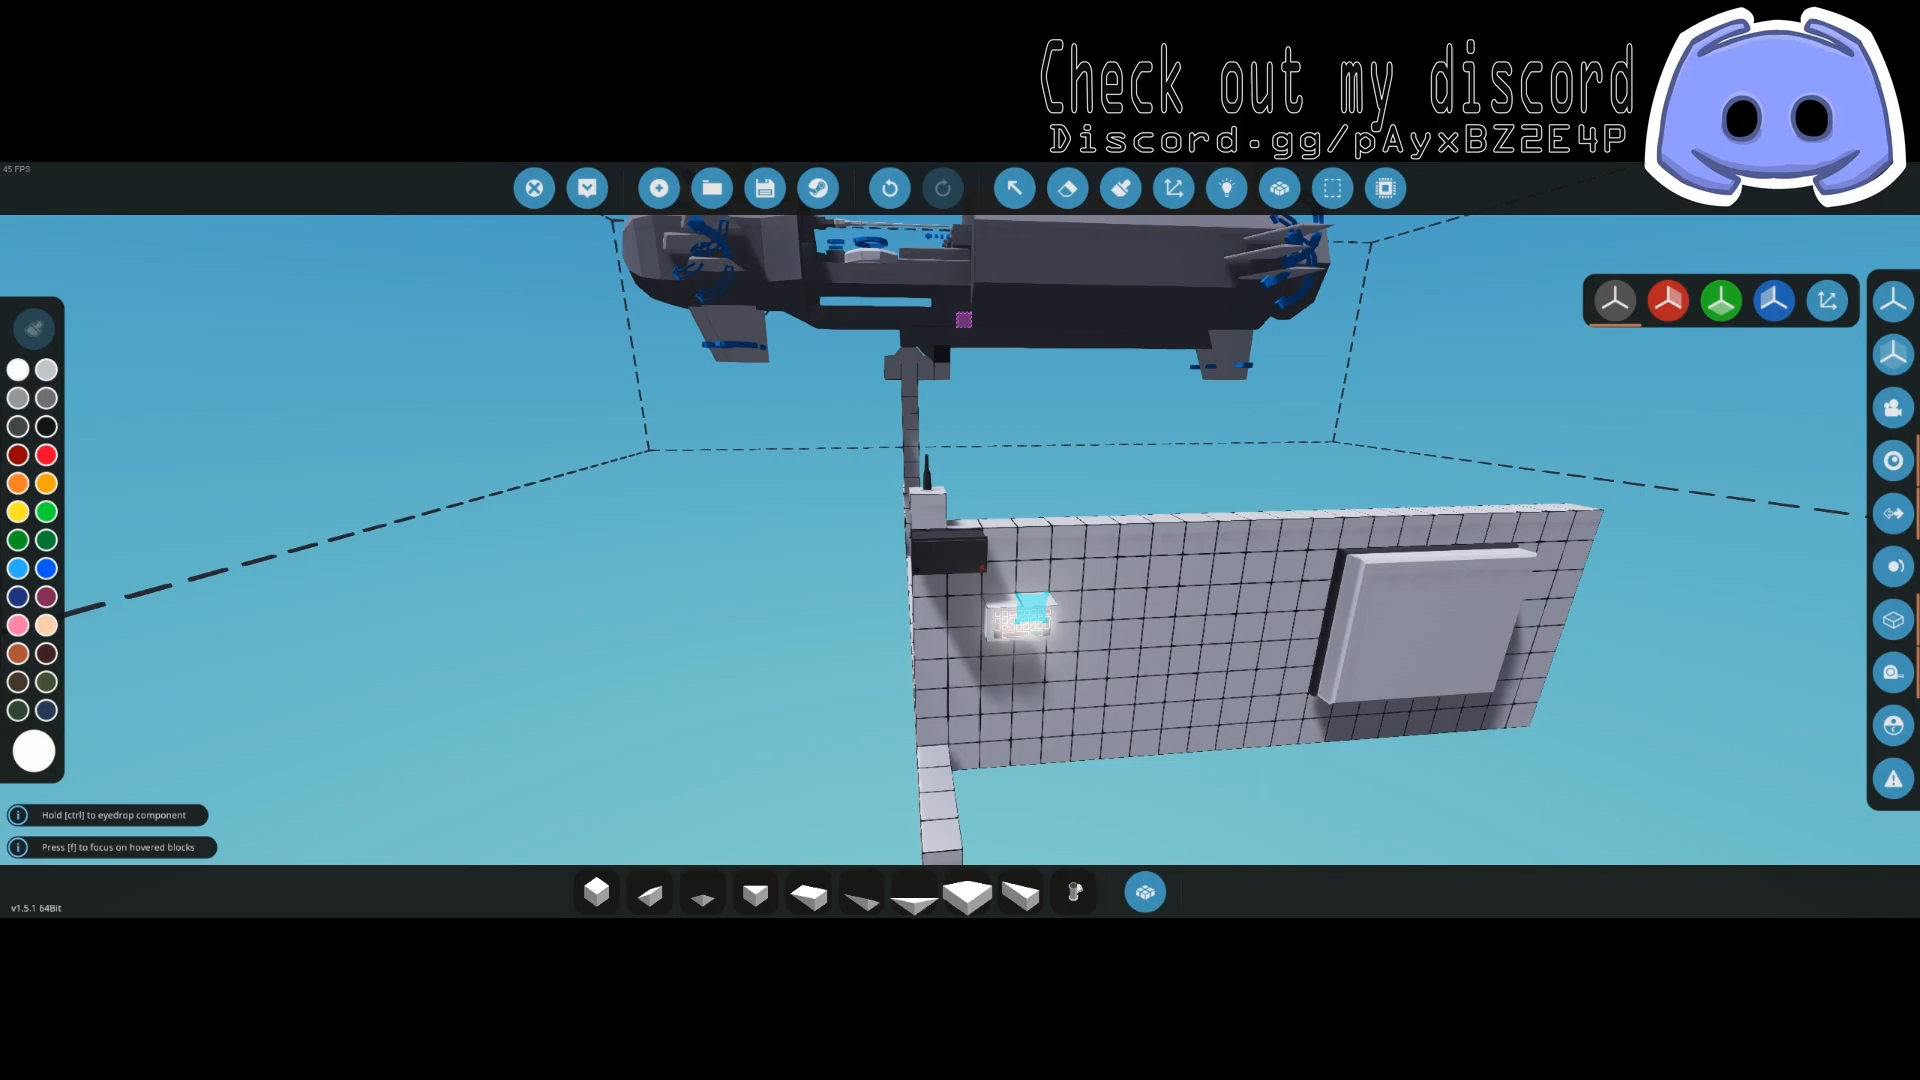 Check out my discord
Discord.gg/pAyxBZ2E4P
45 FPS
Hold [ctrl] to eyedrop component
Press [f] to focus on hovered blocks
v1.5.1 64Bit